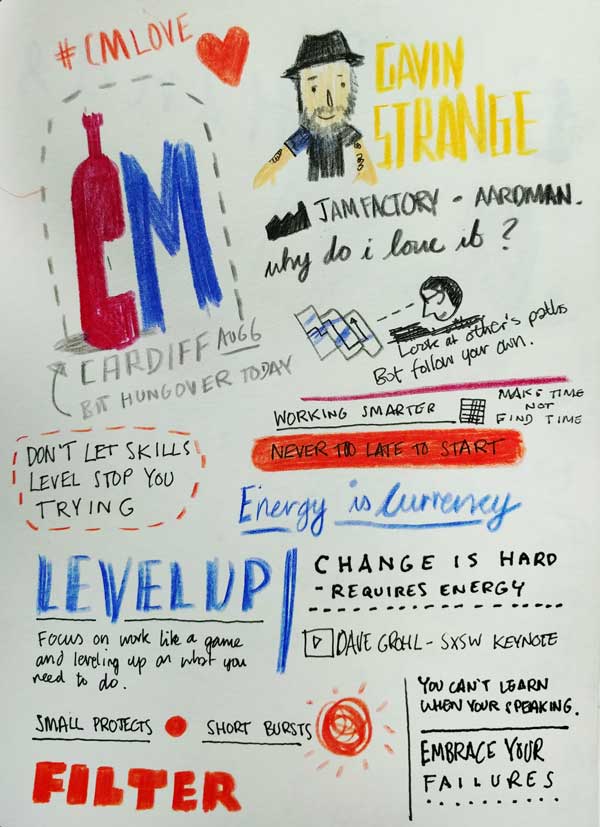 #CMLOVE
GAVIN
STRANGE
CM
JAMFACTORY - AARDMAN.
why do i love it?
CARDIFF AUG6
BIT HUNGOVER TODAY
Look at other's paths
But follow your own.
WORKING SMARTER
MAKE TIME
NOT
FIND TIME
NEVER TOO LATE TO START
DON'T LET SKILLS
LEVEL STOP YOU
TRYING
Energy is Currency
LEVEL UP
Focus on work like a game
and leveling up on what you
need to do.
CHANGE IS HARD
- REQUIRES ENERGY
DAVE GROHL - SXSW KEYNOTE
SMALL PROJECTS
SHORT BURSTS
FILTER
YOU CAN'T LEARN
WHEN YOUR SPEAKING.
EMBRACE YOUR
FAILURES